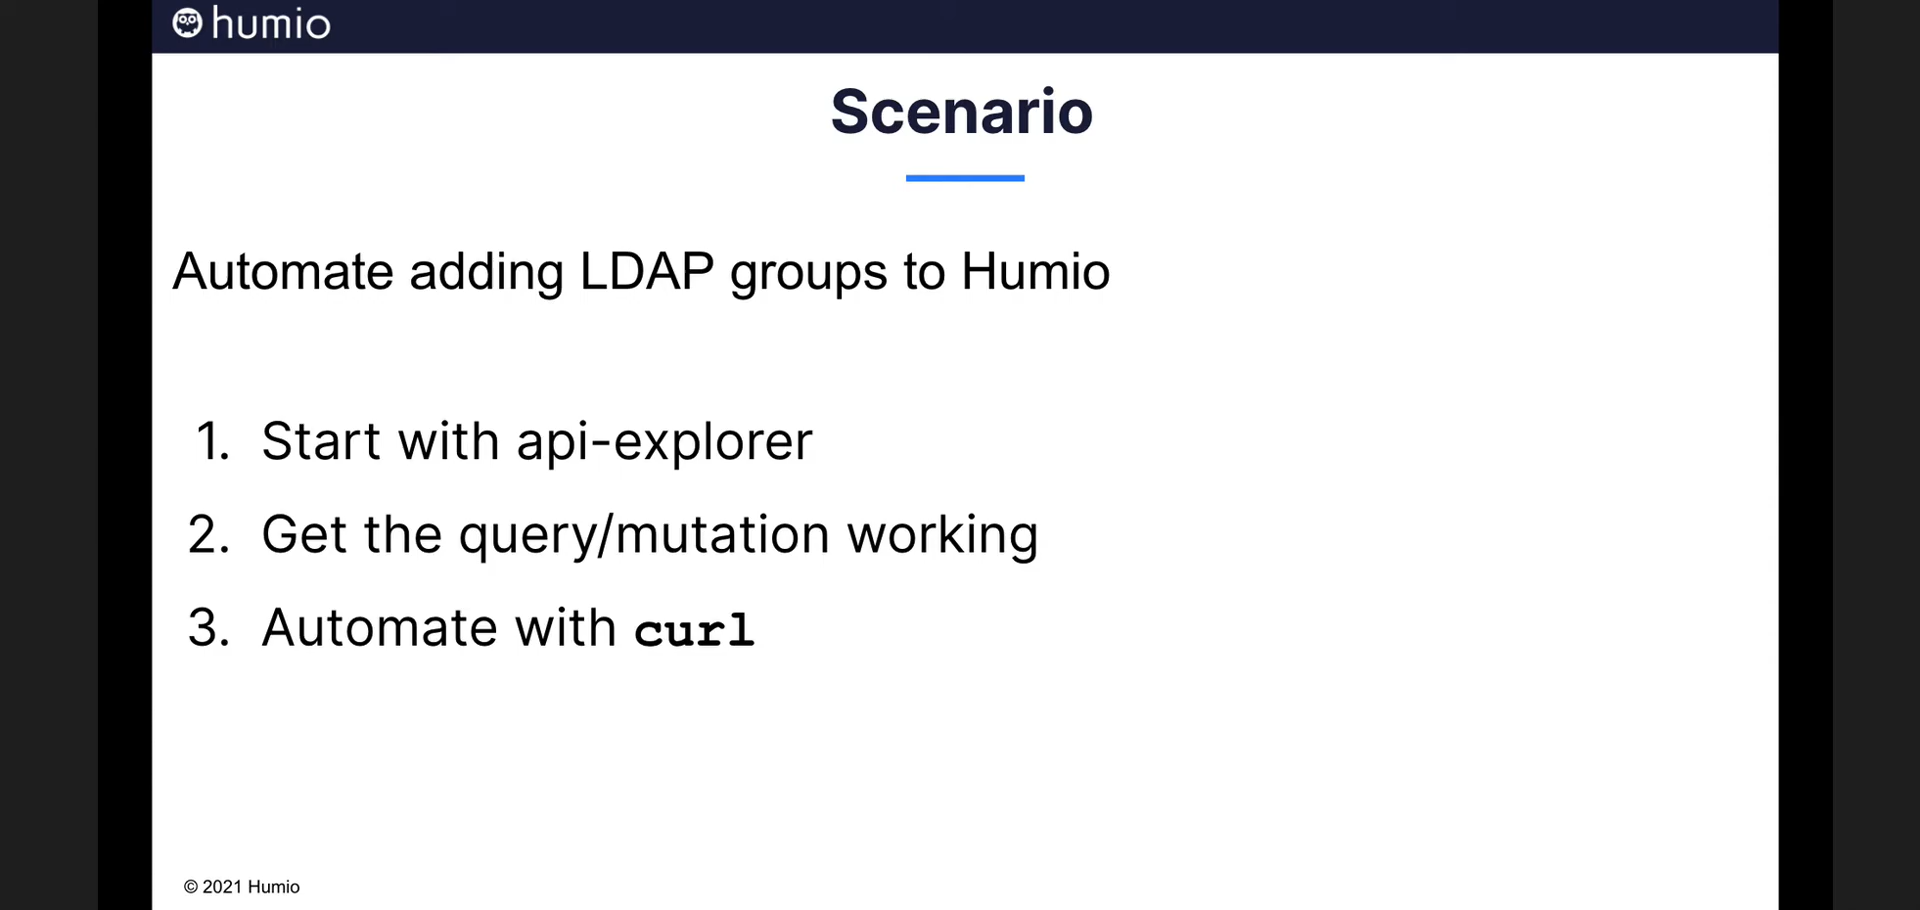 humio
Scenario
Automate adding LDAP groups to Humio
1. Start with api-explorer
2. Get the query/mutation working
3. Automate with curl
© 2021 Humio